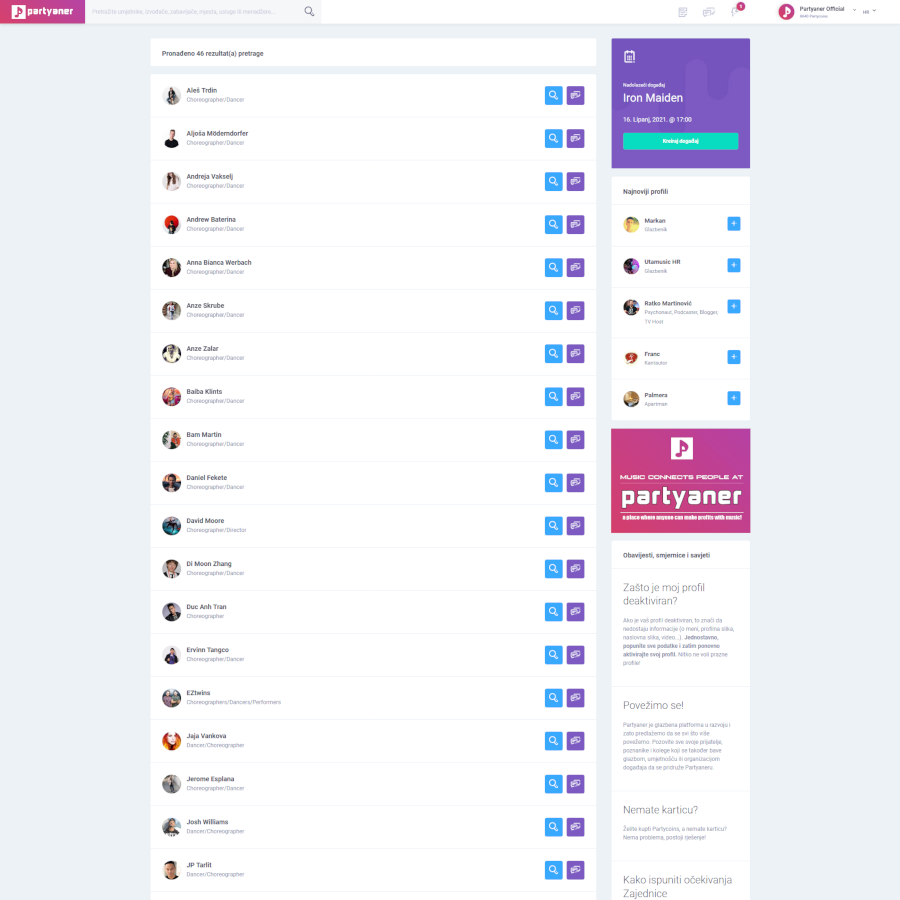 partyaner
Pretražite umjetnike, izvođače, zabavljače, mjesta, usluge ili menadžere...
1
Partyaner Official
HR
Pronađeno 46 rezultat(a) pretrage
Aleš Trdin
Choreographer/Dancer
Aljoša Möderndorfer
Choreographer/Dancer
Andreja Vakselj
Choreographer/Dancer
Andrew Baterina
Choreographer/Dancer
Anna Bianca Werbach
Choreographer/Dancer
Anze Skrube
Choreographer/Dancer
Anze Zalar
Choreographer/Dancer
Baiba Klints
Choreographer/Dancer
Bam Martin
Choreographer/Dancer
Daniel Fekete
Choreographer/Dancer
David Moore
Choreographer/Director
Di Moon Zhang
Choreographer/Dancer
Duc Anh Tran
Choreographer
Ervinn Tangco
Choreographer/Dancer
EZtwins
Choreographers/Dancers/Performers
Jaja Vankova
Dancer/Choreographer
Jerome Esplana
Choreographer/Dancer
Josh Williams
Dancer/Choreographer
JP Tarlit
Dancer/Choreographer
Nadolazeći događaj
Iron Maiden
16. Lipanj, 2021. @ 17:00
Kreiraj događaj
Najnoviji profili
Markan
Glazbenik
Utamusic HR
Glazbenik
Ratko Martinović
Psychonaut, Podcaster, Blogger,
TV Host
Franc
Kantautor
Palmera
Apartman
MUSIC CONNECTS PEOPLE AT
partyaner
a place where anyone can make profits with music!
Obavijesti, smjernice i savjeti
Zašto je moj profil
deaktiviran?
Ako je vaš profil deaktiviran, to znači da
nedostaju informacije (o meni, profilna slika,
naslovna slika, video...). Jednostavno,
popunite sve podatke i zatim ponovno
aktivirajte svoj profil. Nitko ne voli prazne
profile!
Povežimo se!
Partyaner je glazbena platforma u razvoju i
zato predlažemo da se svi što više
povežemo. Pozovite sve svoje prijatelje,
poznanike i kolege koji se također bave
glazbom, umjetnošću ili organizacijom
događaja da se pridruže Partyaneru.
Nemate karticu?
Želite kupiti Partycoins, a nemate karticu?
Nema problema, postoji rješenje!
Kako ispuniti očekivanja
Zajednice